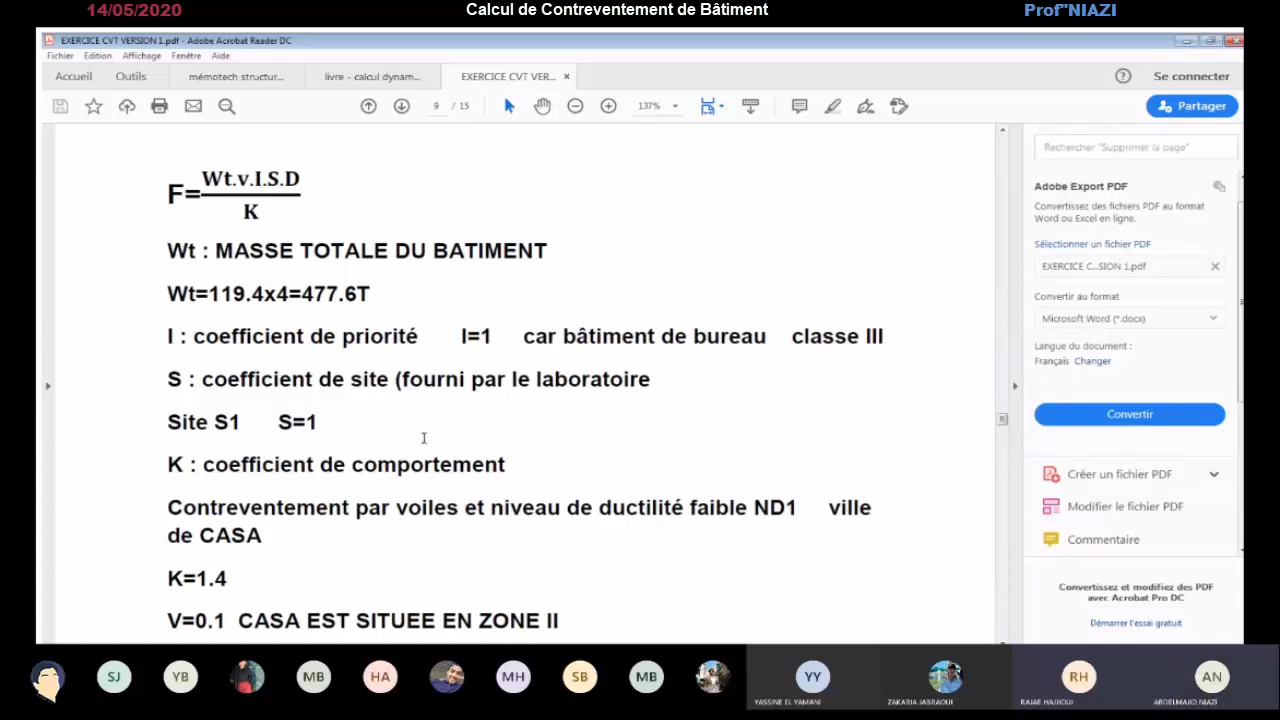 14/05/2020
Calcul de Contreventement de Bâtiment
Prof"NIAZI
EXERCICE CVT VERSION 1.pdf - Adobe Acrobat Reader DC
Fichier Edition Affichage Fenêtre Aide
Accueil Outils mémotech structur... livre - calcul dynam... EXERCICE CVT VER... × Se connecter
9 / 15 137% Partager
F=Wt.v.I.S.D
K
Wt : MASSE TOTALE DU BATIMENT
Wt=119.4x4=477.6T
I : coefficient de priorité I=1 car bâtiment de bureau classe III
S : coefficient de site (fourni par le laboratoire
Site S1 S=1
K : coefficient de comportement
Contreventement par voiles et niveau de ductilité faible ND1 ville
de CASA
K=1.4
V=0.1 CASA EST SITUEE EN ZONE II
Rechercher "Supprimer la page"
Adobe Export PDF
Convertissez des fichiers PDF au format
Word ou Excel en ligne.
Sélectionner un fichier PDF
EXERCICE C...SION 1.pdf
Convertir au format
Microsoft Word (*.docx)
Langue du document :
Français Changer
Convertir
Créer un fichier PDF
Modifier le fichier PDF
Commentaire
Convertissez et modifiez des PDF
avec Acrobat Pro DC
Démarrer l'essai gratuit
SJ YB MB HA MH SB MB YY RH AN
YASSINE EL YAMANI ZAKARIA JABRAOUI RAJAE HAJJIOUI ABDELMAJID NIAZI